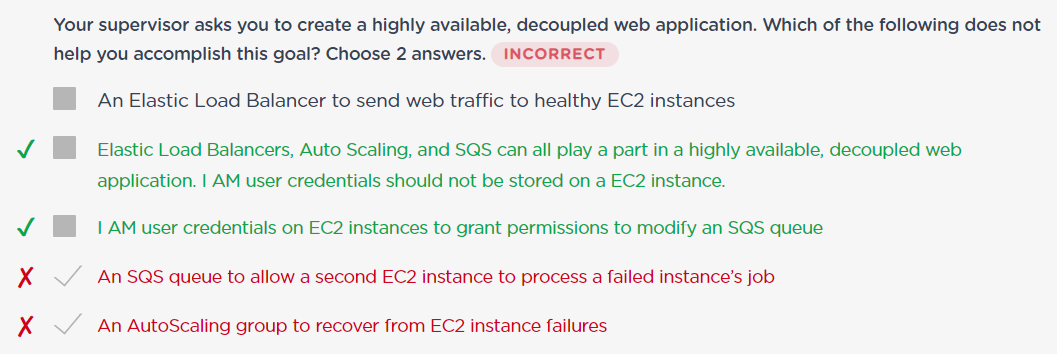 Your supervisor asks you to create a highly available, decoupled web application. Which of the following does not
help you accomplish this goal? Choose 2 answers. INCORRECT
An Elastic Load Balancer to send web traffic to healthy EC2 instances
Elastic Load Balancers, Auto Scaling, and SQS can all play a part in a highly available, decoupled web
application. I AM user credentials should not be stored on a EC2 instance.
I AM user credentials on EC2 instances to grant permissions to modify an SQS queue
An SQS queue to allow a second EC2 instance to process a failed instance's job
An AutoScaling group to recover from EC2 instance failures